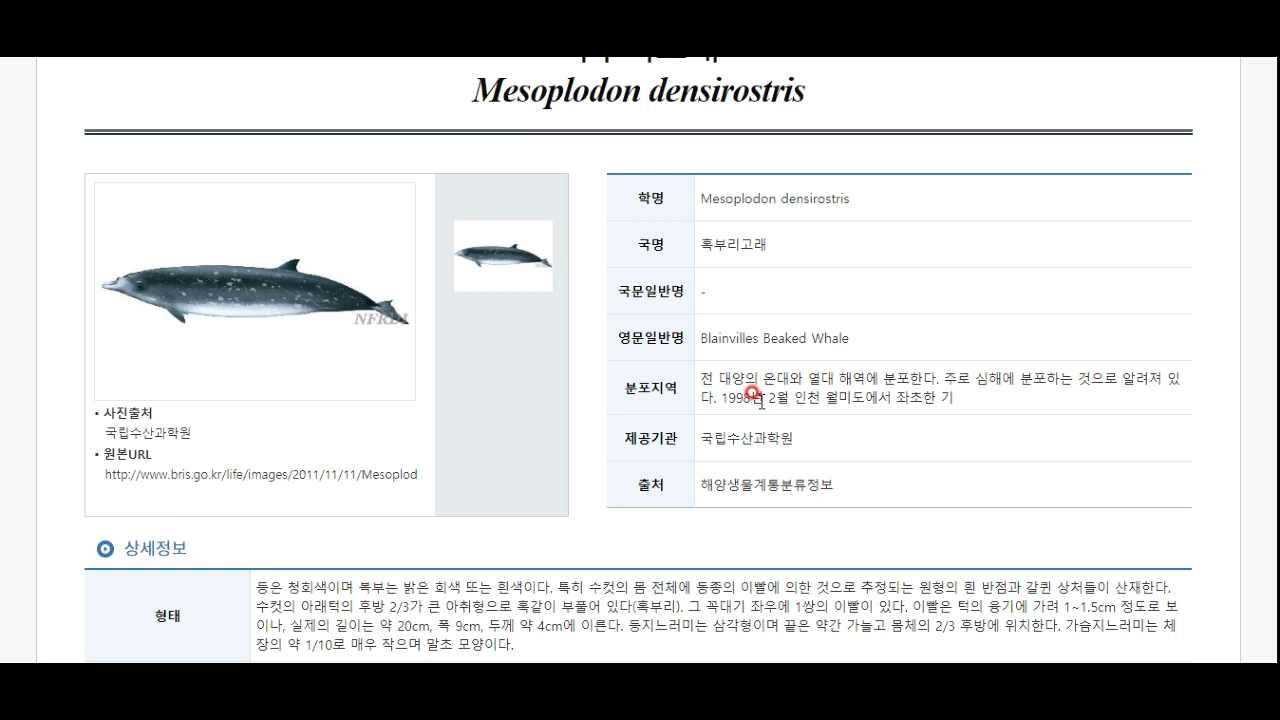 Mesoplodon densirostris
NFRDI
• 사진출처
국립수산과학원
• 원본URL
http://www.bris.go.kr/life/images/2011/11/11/Mesoplod
학명 Mesoplodon densirostris
국명 혹부리고래
국문일반명 -
영문일반명 Blainvilles Beaked Whale
분포지역 전 대양의 온대와 열대 해역에 분포한다. 주로 심해에 분포하는 것으로 알려져 있
다. 1998년 2월 인천 월미도에서 좌초한 기
제공기관 국립수산과학원
출처 해양생물계통분류정보
상세정보
형태
등은 청회색이며 복부는 밝은 회색 또는 흰색이다. 특히 수컷의 몸 전체에 동종의 이빨에 의한 것으로 추정되는 원형의 흰 반점과 갈퀸 상처들이 산재한다.
수컷의 아래턱의 후방 2/3가 큰 아취형으로 혹같이 부풀어 있다(혹부리). 그 꼭대기 좌우에 1쌍의 이빨이 있다. 이빨은 턱의 융기에 가려 1~1.5cm 정도로 보
이나, 실제의 길이는 약 20cm, 폭 9cm, 두께 약 4cm에 이른다. 등지느러미는 삼각형이며 끝은 약간 가늘고 몸체의 2/3 후방에 위치한다. 가슴지느러미는 체
장의 약 1/10로 매우 작으며 말초 모양이다.